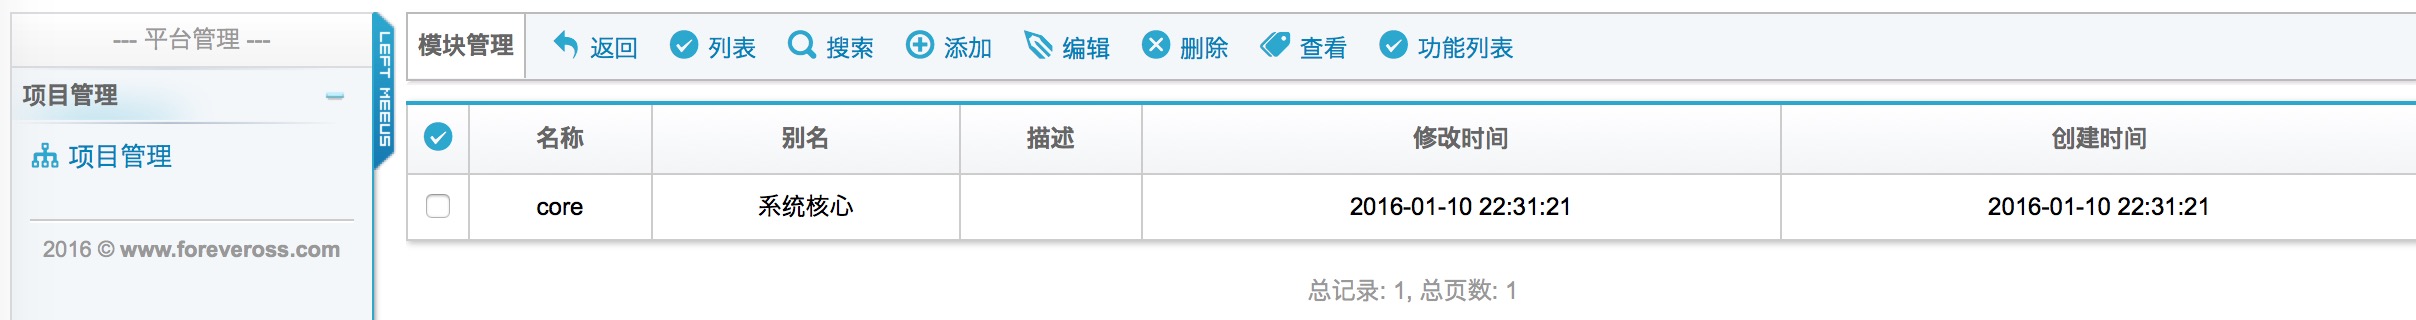 --- 平台管理 ---
项目管理
项目管理
2016 © www.foreveross.com
LEFT MEEUS
模块管理 返回 列表 搜索 添加 编辑 删除 查看 功能列表
名称 别名 描述 修改时间 创建时间
core 系统核心 2016-01-10 22:31:21 2016-01-10 22:31:21
总记录: 1, 总页数: 1